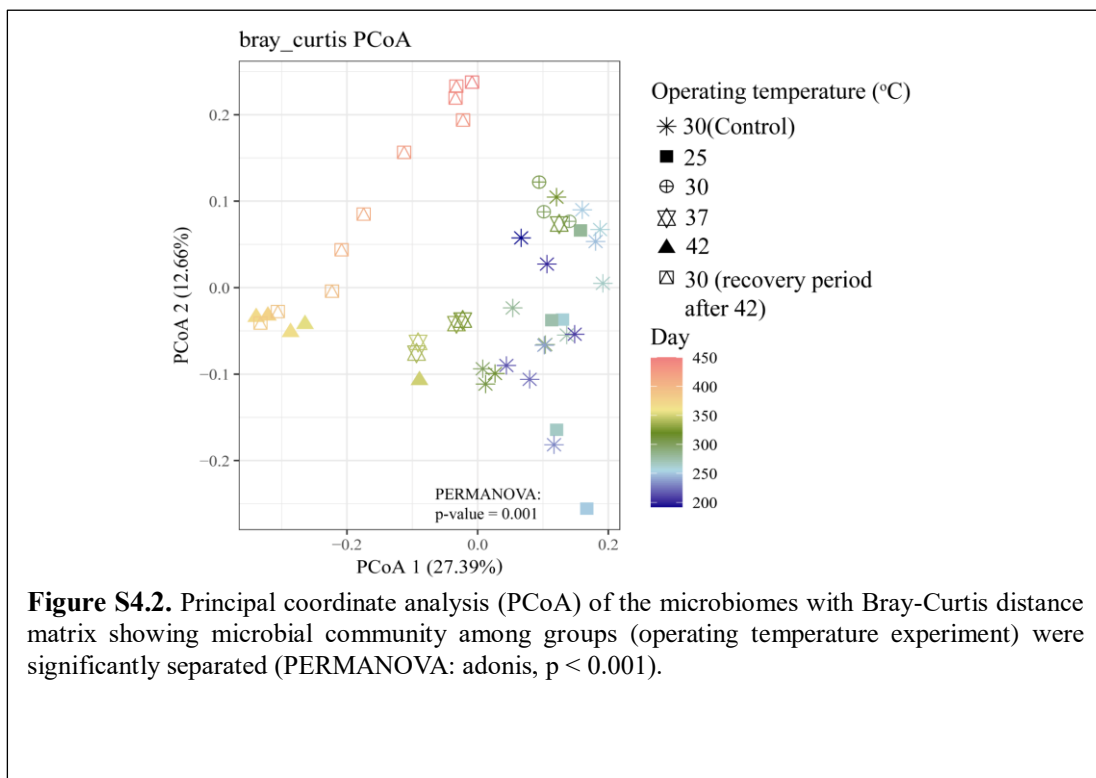 bray_curtis PCoA
0.2
0.1
0.0
−0.1
−0.2
PCoA 2 (12.66%)
PERMANOVA:
p-value = 0.001
−0.2
0.0
0.2
PCoA 1 (27.39%)
Operating temperature (°C)
30(Control)
25
30
37
42
30 (recovery period
after 42)
Day
450
400
350
300
250
200
Figure S4.2. Principal coordinate analysis (PCoA) of the microbiomes with Bray-Curtis distance
matrix showing microbial community among groups (operating temperature experiment) were
significantly separated (PERMANOVA: adonis, p < 0.001).